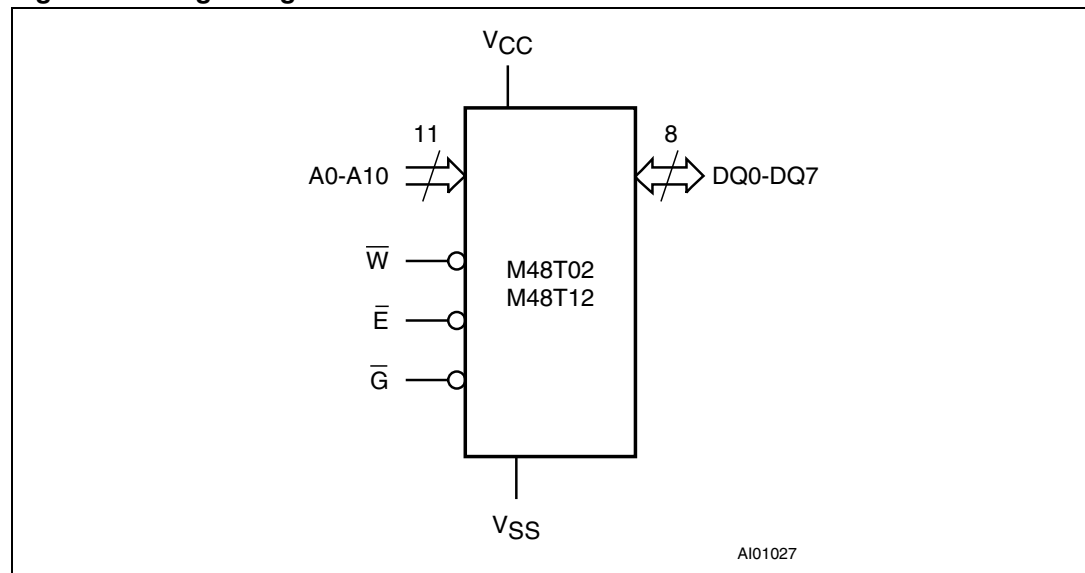 VCC
11
8
A0-A10
DQ0-DQ7
W̅
M48T02
M48T12
E̅
G̅
VSS
AI01027